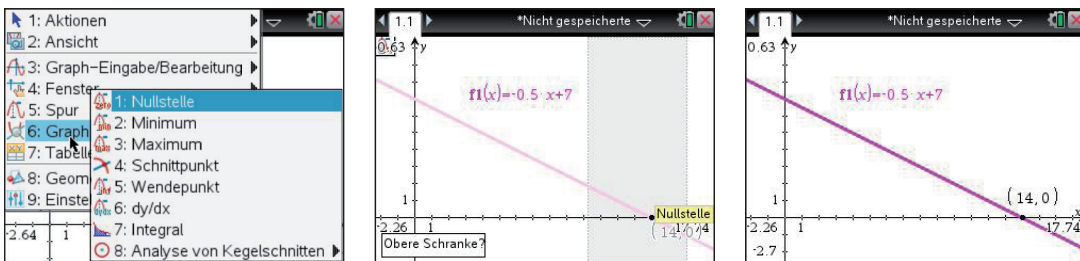 1: Aktionen
2: Ansicht
3: Graph-Eingabe/Bearbeitung
4: Fenster
5: Spur
6: Graph
7: Tabelle
8: Geom
9: Einste
1: Nullstelle
2: Minimum
3: Maximum
4: Schnittpunkt
5: Wendepunkt
6: dy/dx
7: Integral
8: Analyse von Kegelschnitten
-2.64
1
1.1
*Nicht gespeicherte
0.63
y
f1(x)=-0.5·x+7
1
Nullstelle
-2.26
1
(14,0)
17.74
Obere Schranke?
1.1
*Nicht gespeicherte
0.63
y
f1(x)=-0.5·x+7
1
(14,0)
x
-2.26
1
17.74
-2.7